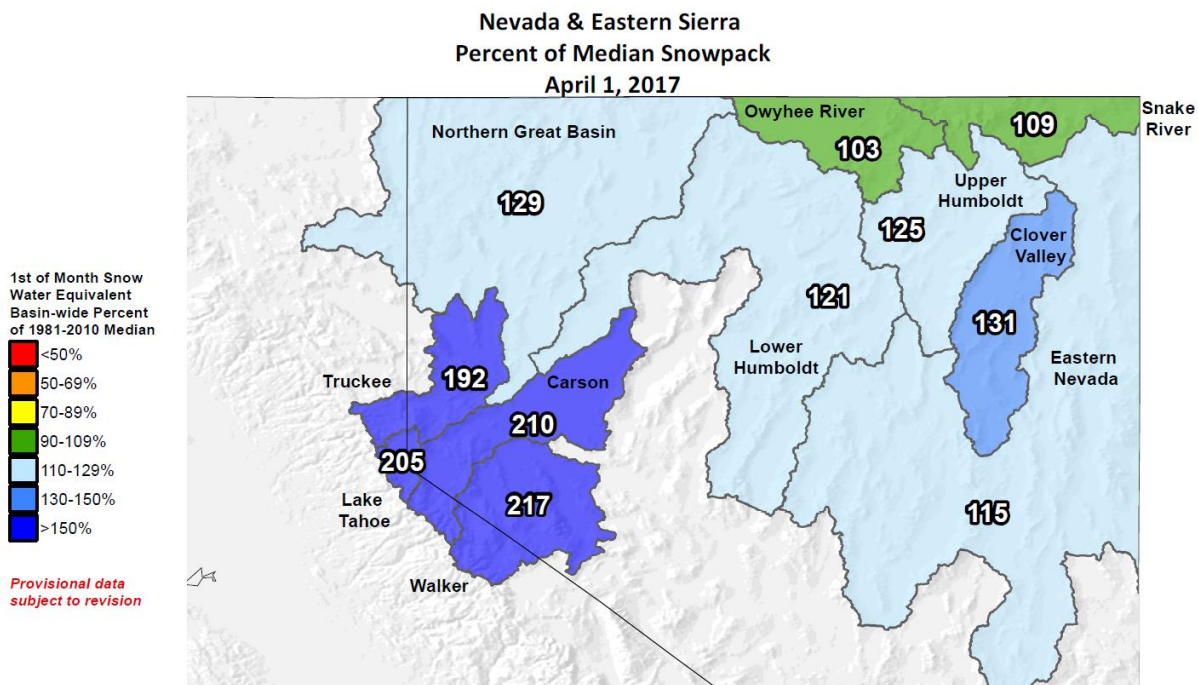 Nevada & Eastern Sierra
Percent of Median Snowpack
April 1, 2017
Northern Great Basin
129
Owyhee River
103
109
Snake
River
Upper
Humboldt
125
Clover
Valley
131
121
Lower
Humboldt
Eastern
Nevada
115
Truckee
192
Carson
210
205
Lake
Tahoe
217
Walker
1st of Month Snow
Water Equivalent
Basin-wide Percent
of 1981-2010 Median
<50%
50-69%
70-89%
90-109%
110-129%
130-150%
>150%
Provisional data
subject to revision